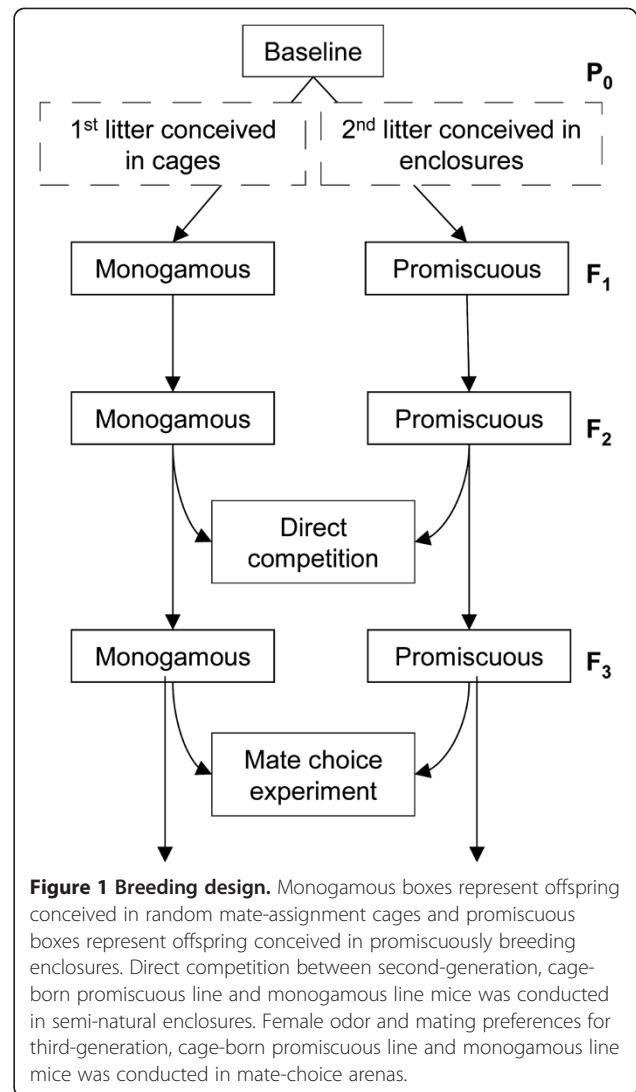 Baseline
P0
1st litter conceived in cages
2nd litter conceived in enclosures
Monogamous
Promiscuous
F1
Monogamous
Promiscuous
F2
Direct competition
Monogamous
Promiscuous
F3
Mate choice experiment
Figure 1 Breeding design. Monogamous boxes represent offspring
conceived in random mate-assignment cages and promiscuous
boxes represent offspring conceived in promiscuously breeding
enclosures. Direct competition between second-generation, cage-
born promiscuous line and monogamous line mice was conducted
in semi-natural enclosures. Female odor and mating preferences for
third-generation, cage-born promiscuous line and monogamous line
mice was conducted in mate-choice arenas.